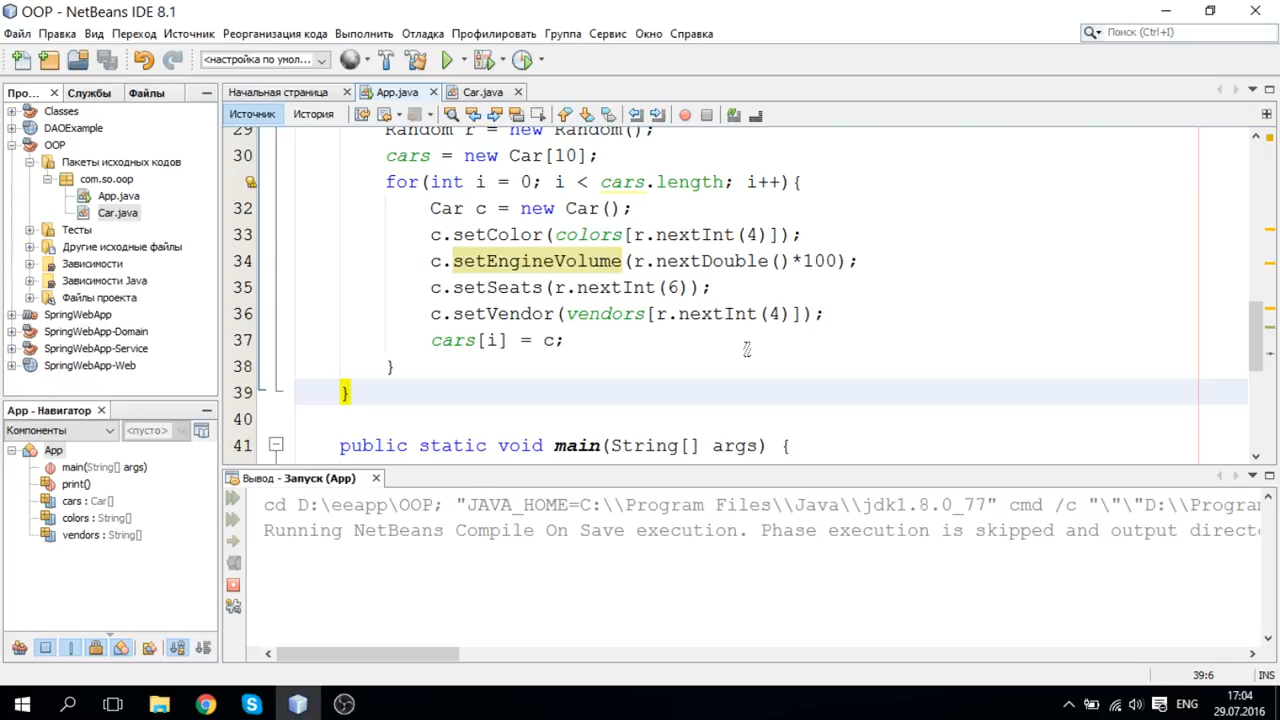 OOP - NetBeans IDE 8.1
Файл Правка Вид Переход Источник Реорганизация кода Выполнить Отладка Профилировать Группа Сервис Окно Справка
Поиск (Ctrl+I)
<настройка по умол...
Про... Службы Файлы
Начальная страница App.java Car.java
Источник История
Classes
DAOExample
OOP
Пакеты исходных кодов
com.so.oop
App.java
Car.java
Тесты
Другие исходные файлы
Зависимости
Зависимости Java
Файлы проекта
SpringWebApp
SpringWebApp-Domain
SpringWebApp-Service
SpringWebApp-Web
29 Random r = new Random();
30 cars = new Car[10];
for(int i = 0; i < cars.length; i++){
32 Car c = new Car();
33 c.setColor(colors[r.nextInt(4)]);
34 c.setEngineVolume(r.nextDouble()*100);
35 c.setSeats(r.nextInt(6));
36 c.setVendor(vendors[r.nextInt(4)]);
37 cars[i] = c;
38 }
39 }
40
41 public static void main(String[] args) {
App - Навигатор
Компоненты <пусто>
App
main(String[] args)
print()
cars : Car[]
colors : String[]
vendors : String[]
Вывод - Запуск (App)
cd D:\eeapp\OOP; "JAVA_HOME=C:\\Program Files\\Java\\jdk1.8.0_77" cmd /c "\"\"D:\\Progra
Running NetBeans Compile On Save execution. Phase execution is skipped and output direct
39:6 INS
ENG
17:04
29.07.2016